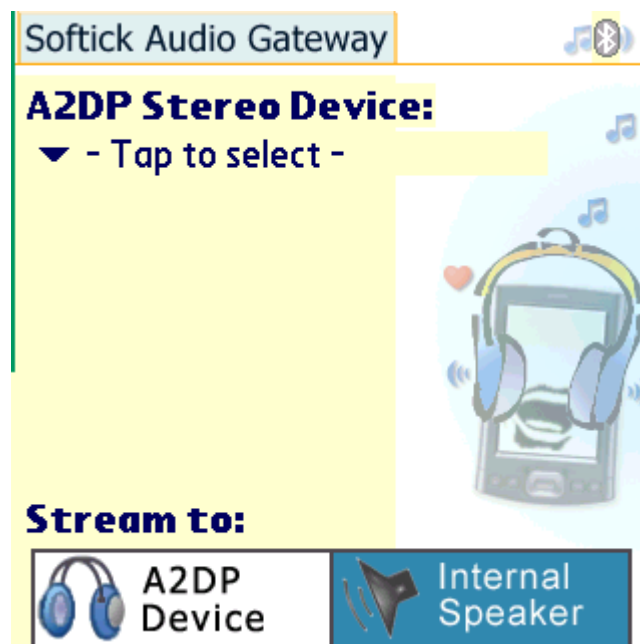 Softick Audio Gateway
A2DP Stereo Device:
- Tap to select -
Stream to:
A2DP
Device
Internal
Speaker